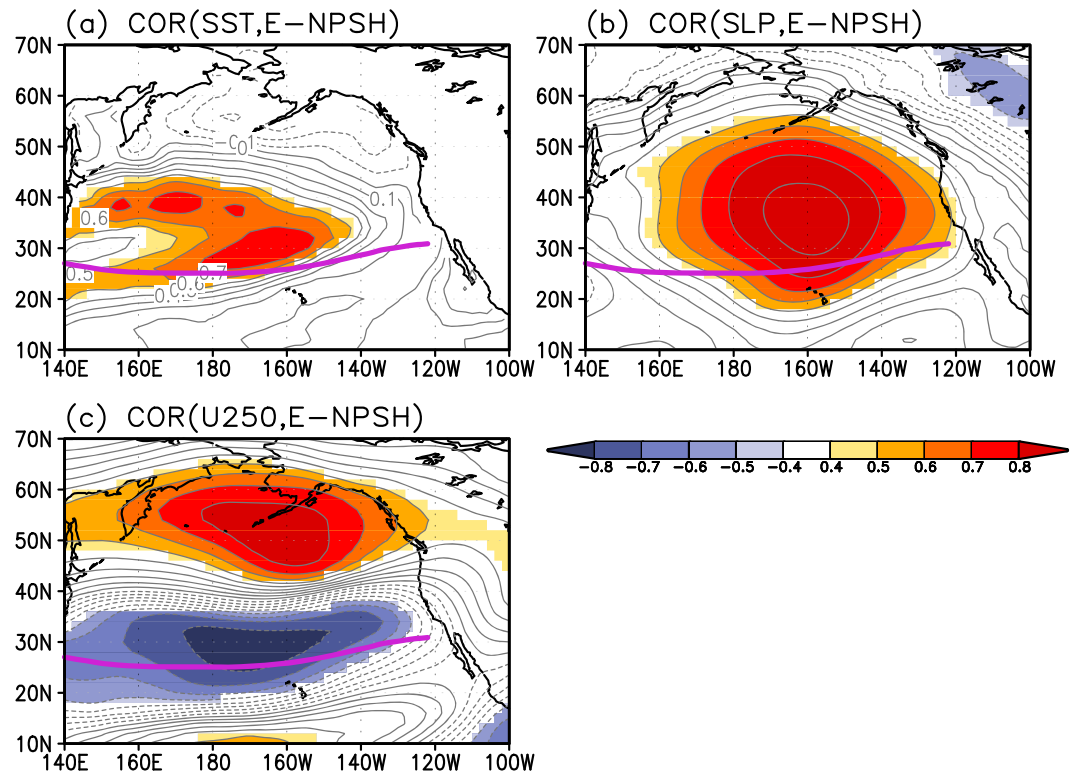 (a) COR(SST,E−NPSH)
70N
60N
50N
40N
30N
20N
10N
0.1
0.6
0.5
0.7
0.6
140E 160E 180 160W 140W 120W 100W
(b) COR(SLP,E−NPSH)
70N
60N
50N
40N
30N
20N
10N
140E 160E 180 160W 140W 120W 100W
(c) COR(U250,E−NPSH)
70N
60N
50N
40N
30N
20N
10N
140E 160E 180 160W 140W 120W 100W
−0.8 −0.7 −0.6 −0.5 −0.4 0.4 0.5 0.6 0.7 0.8